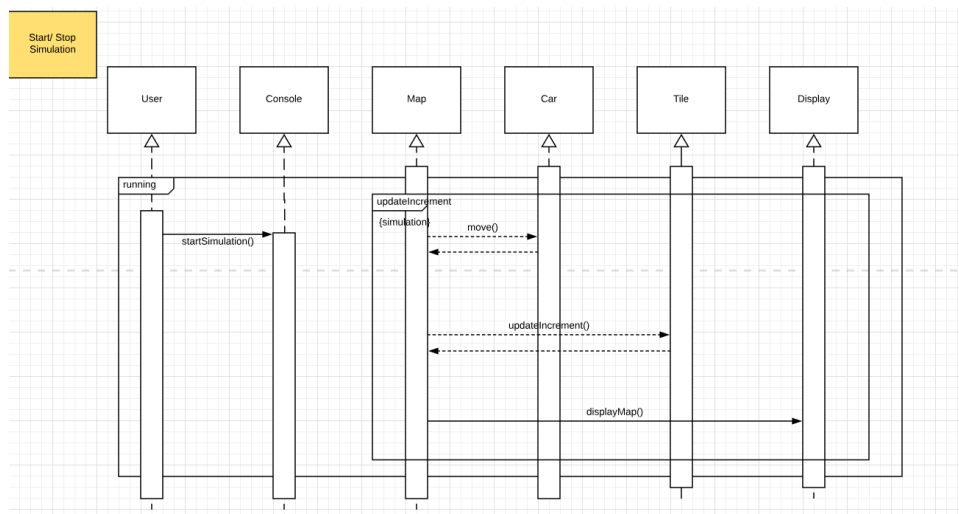 Start/ Stop
Simulation
User
Console
Map
Car
Tile
Display
running
updateIncrement
{simulation}
move()
startSimulation()
updateIncrement()
displayMap()